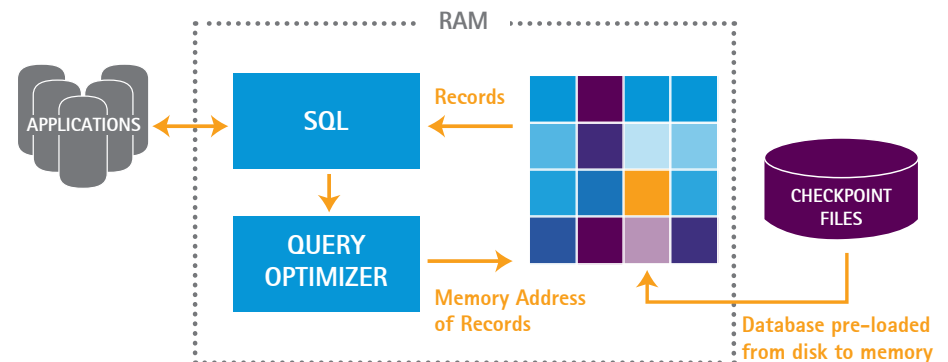 RAM
APPLICATIONS
SQL
Records
QUERY
OPTIMIZER
Memory Address
of Records
CHECKPOINT
FILES
Database pre-loaded
from disk to memory